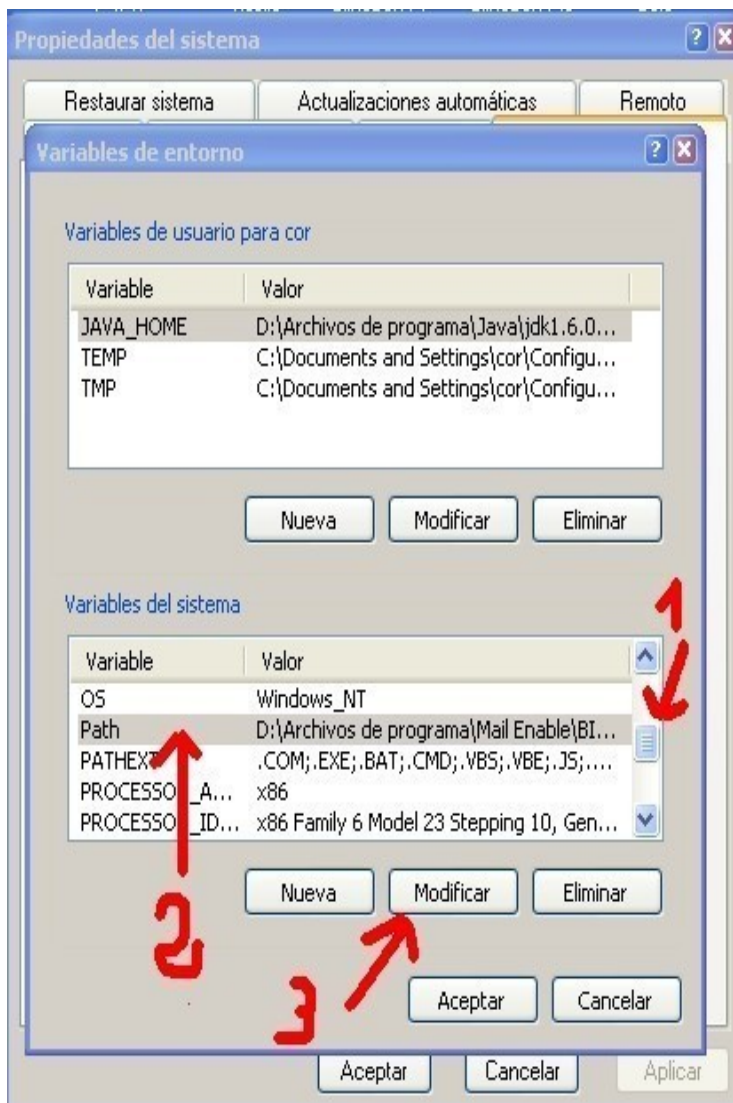 Propiedades del sistema
Restaurar sistema Actualizaciones automáticas Remoto
Variables de entorno
Variables de usuario para cor
Variable Valor
JAVA_HOME D:\Archivos de programa\Java\jdk1.6.0...
TEMP C:\Documents and Settings\cor\Configu...
TMP C:\Documents and Settings\cor\Configu...
Nueva Modificar Eliminar
1
Variables del sistema
Variable Valor
OS Windows_NT
Path D:\Archivos de programa\Mail Enable\BI...
PATHEXT .COM;.EXE;.BAT;.CMD;.VBS;.VBE;.JS;....
PROCESSOR_A... x86
PROCESSOR_ID... x86 Family 6 Model 23 Stepping 10, Gen...
Nueva Modificar Eliminar
2
3
Aceptar Cancelar
Aceptar Cancelar Aplicar